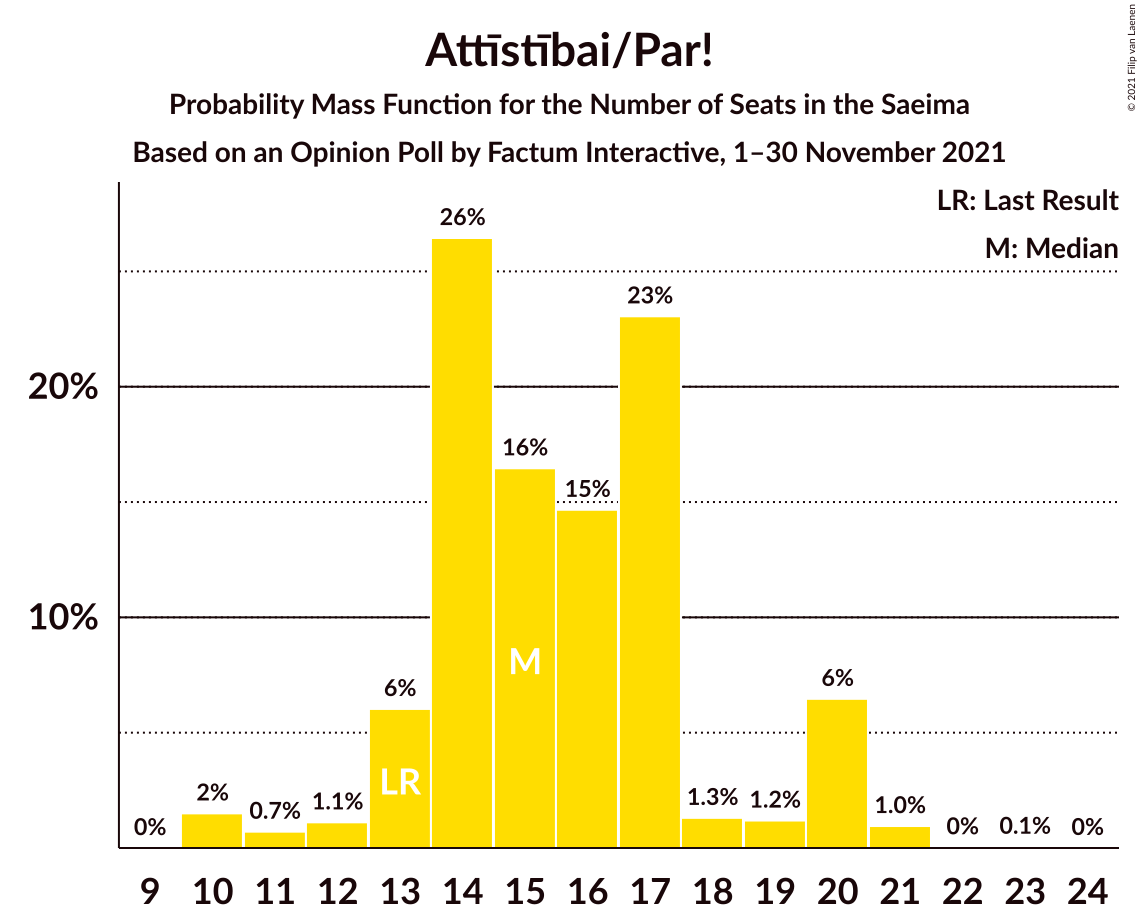 Attīstībai/Par!
Probability Mass Function for the Number of Seats in the Saeima
Based on an Opinion Poll by Factum Interactive, 1–30 November 2021
© 2021 Filip van Laenen
LR: Last Result
M: Median
26%
23%
20%
16%
15%
10%
M
6%
6%
LR
0%
2%
0.7%
1.1%
1.3%
1.2%
1.0%
0%
0.1%
0%
9 10 11 12 13 14 15 16 17 18 19 20 21 22 23 24